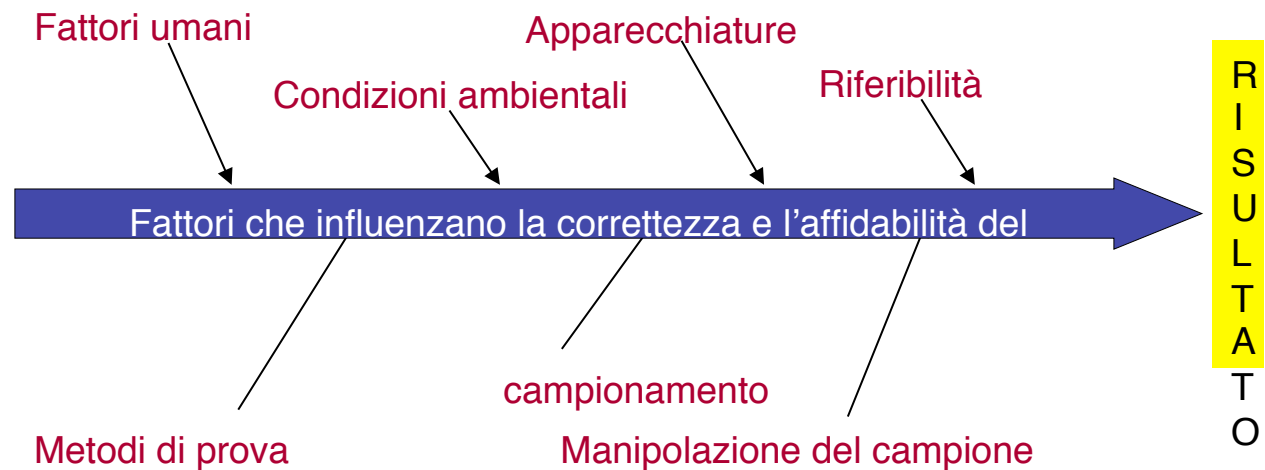 Fattori umani
Apparecchiature
Condizioni ambientali
Riferibilità
Fattori che influenzano la correttezza e l'affidabilità del
RISULTATO
campionamento
Metodi di prova
Manipolazione del campione